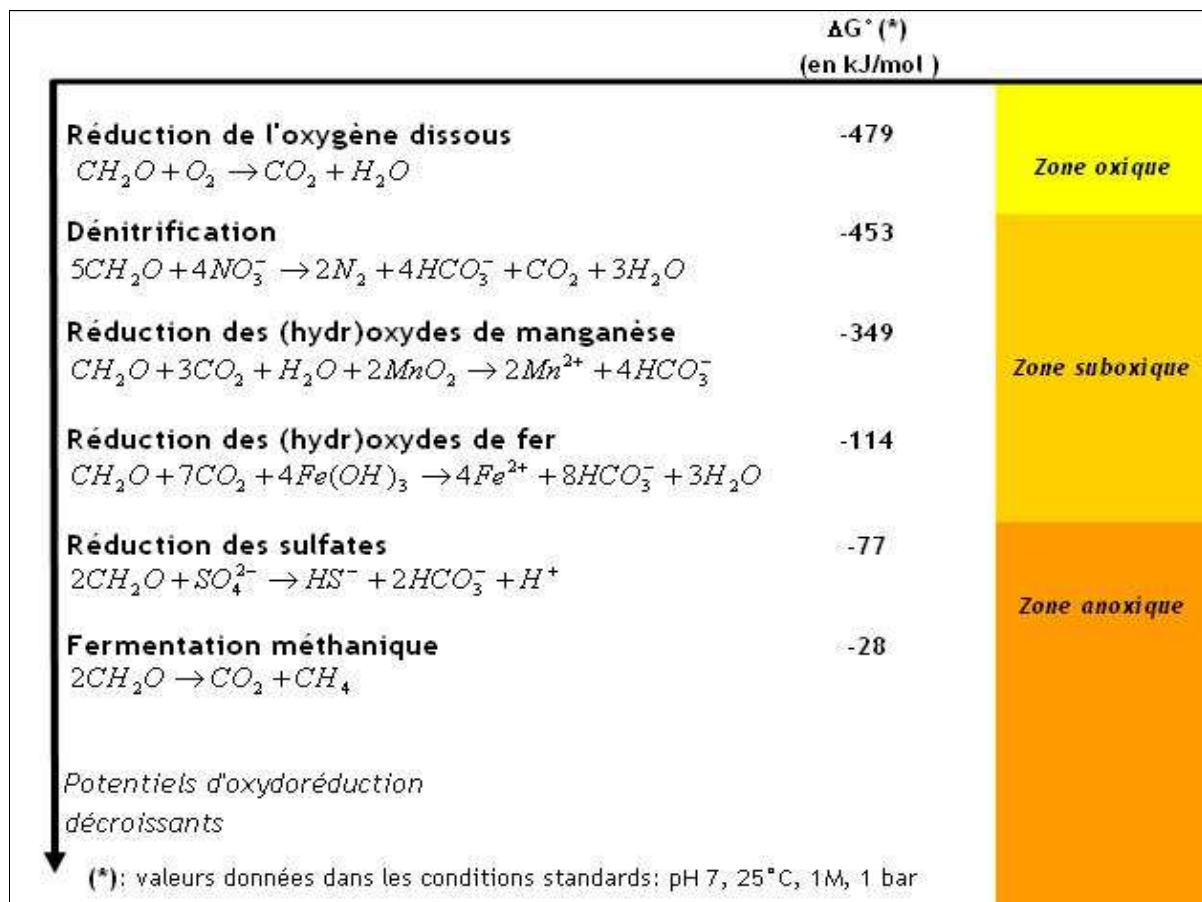 ΔG°(*)
(en kJ/mol )
Réduction de l'oxygène dissous -479
CH₂O + O₂ → CO₂ + H₂O
Zone oxique
Dénitrification -453
5CH₂O + 4NO₃⁻ → 2N₂ + 4HCO₃⁻ + CO₂ + 3H₂O
Réduction des (hydr)oxydes de manganèse -349
CH₂O + 3CO₂ + H₂O + 2MnO₂ → 2Mn²⁺ + 4HCO₃⁻
Zone suboxique
Réduction des (hydr)oxydes de fer -114
CH₂O + 7CO₂ + 4Fe(OH)₃ → 4Fe²⁺ + 8HCO₃⁻ + 3H₂O
Réduction des sulfates -77
2CH₂O + SO₄²⁻ → HS⁻ + 2HCO₃⁻ + H⁺
Zone anoxique
Fermentation méthanique -28
2CH₂O → CO₂ + CH₄
Potentiels d'oxydoréduction
décroissants
(*): valeurs données dans les conditions standards: pH 7, 25°C, 1M, 1 bar